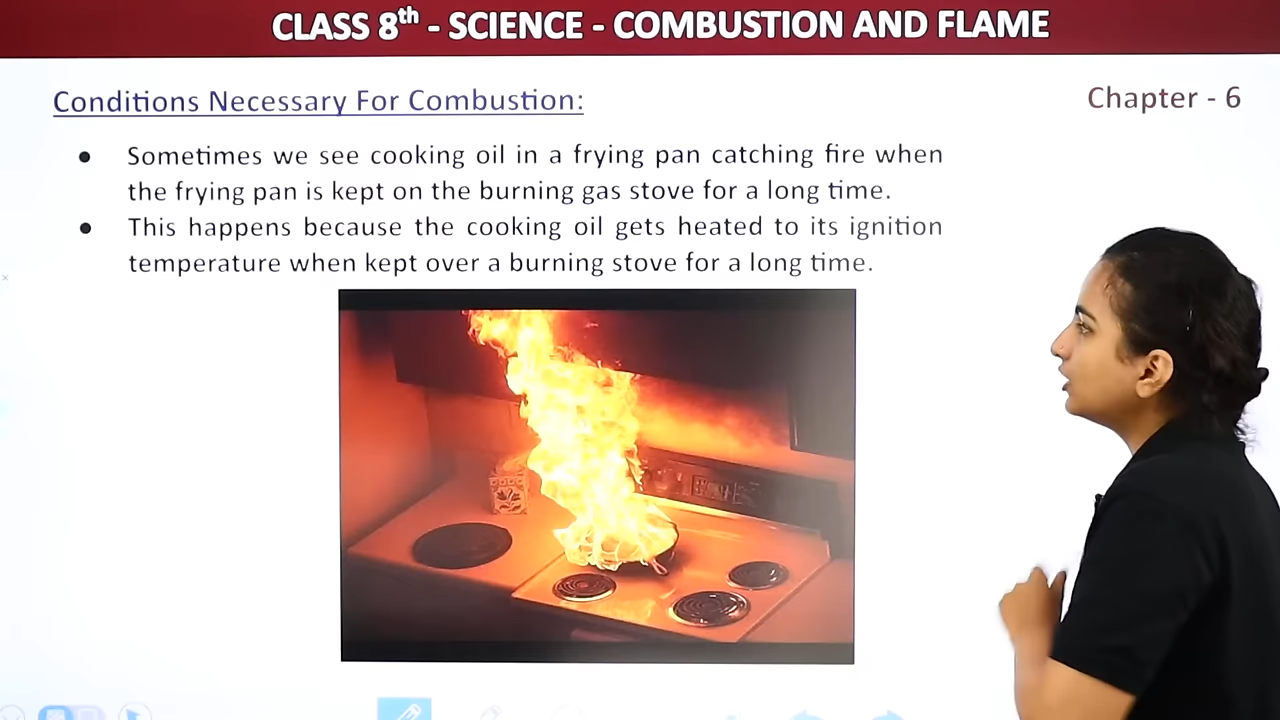 CLASS 8th - SCIENCE - COMBUSTION AND FLAME
Conditions Necessary For Combustion:
Chapter - 6
● Sometimes we see cooking oil in a frying pan catching fire when
the frying pan is kept on the burning gas stove for a long time.
● This happens because the cooking oil gets heated to its ignition
temperature when kept over a burning stove for a long time.